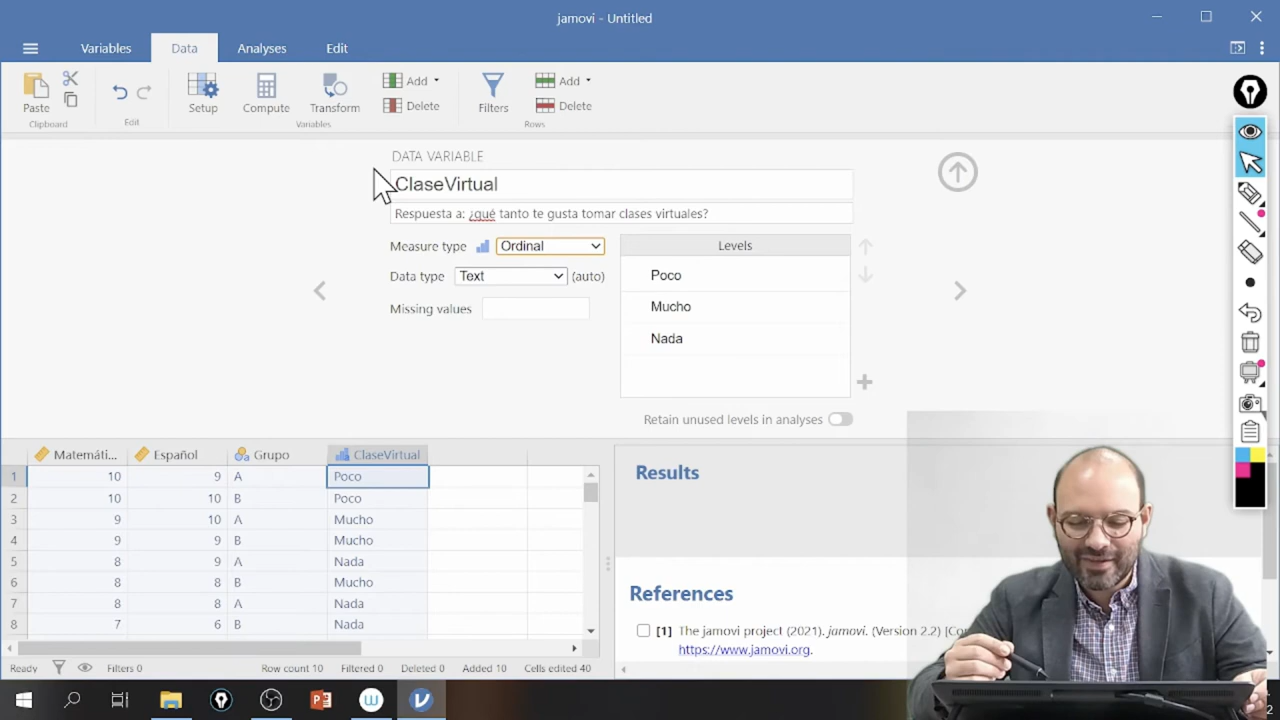 jamovi - Untitled
Variables Data Analyses Edit
Paste Setup Compute Transform Add Delete Filters Add Delete
Clipboard Edit Variables Rows
DATA VARIABLE
ClaseVirtual
Respuesta a: ¿qué tanto te gusta tomar clases virtuales?
Measure type Ordinal
Data type Text (auto)
Missing values
Levels
Poco
Mucho
Nada
Retain unused levels in analyses
Matemáti... Español Grupo ClaseVirtual
1 10 9 A Poco
2 10 10 B Poco
3 9 10 A Mucho
4 9 9 B Mucho
5 8 9 A Nada
6 8 8 B Mucho
7 8 8 A Nada
8 7 6 B Nada
Ready Filters 0 Row count 10 Filtered 0 Deleted 0 Added 10 Cells edited 40
Results
References
[1] The jamovi project (2021). jamovi. (Version 2.2) [Co
https://www.jamovi.org.